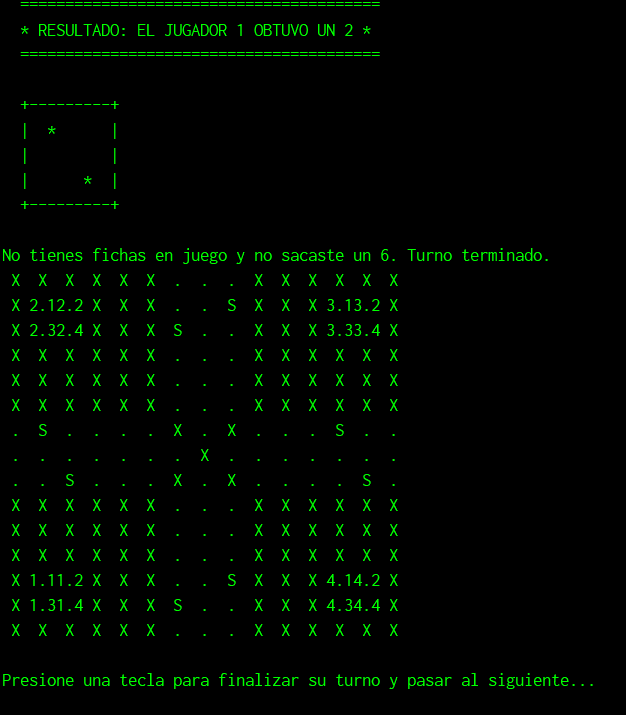 ========================================
* RESULTADO: EL JUGADOR 1 OBTUVO UN 2 *
========================================
+---------+
|  *      |
|         |
|      *  |
+---------+
No tienes fichas en juego y no sacaste un 6. Turno terminado.
 X  X  X  X  X  X  .  .  .  X  X  X  X  X  X
 X 2.12.2 X  X  X  .  .  S  X  X  X 3.13.2 X
 X 2.32.4 X  X  X  S  .  .  X  X  X 3.33.4 X
 X  X  X  X  X  X  .  .  .  X  X  X  X  X  X
 X  X  X  X  X  X  .  .  .  X  X  X  X  X  X
 X  X  X  X  X  X  .  .  .  X  X  X  X  X  X
 .  S  .  .  .  .  X  .  X  .  .  .  S  .  .
 .  .  .  .  .  .  .  X  .  .  .  .  .  .  .
 .  .  S  .  .  .  X  .  X  .  .  .  .  S  .
 X  X  X  X  X  X  .  .  .  X  X  X  X  X  X
 X  X  X  X  X  X  .  .  .  X  X  X  X  X  X
 X  X  X  X  X  X  .  .  .  X  X  X  X  X  X
 X 1.11.2 X  X  X  .  .  S  X  X  X 4.14.2 X
 X 1.31.4 X  X  X  S  .  .  X  X  X 4.34.4 X
 X  X  X  X  X  X  .  .  .  X  X  X  X  X  X
Presione una tecla para finalizar su turno y pasar al siguiente...